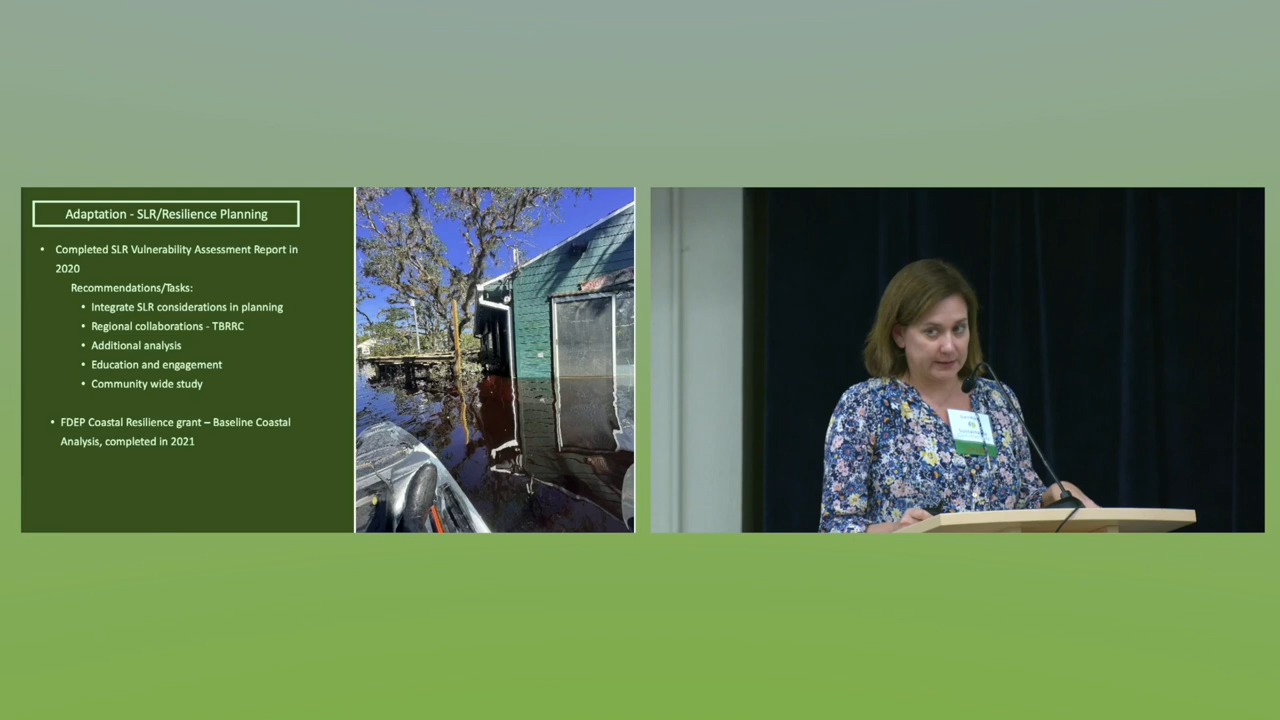 Adaptation - SLR/Resilience Planning
• Completed SLR Vulnerability Assessment Report in
2020
Recommendations/Tasks:
• Integrate SLR considerations in planning
• Regional collaborations - TBRRC
• Additional analysis
• Education and engagement
• Community wide study
• FDEP Coastal Resilience grant – Baseline Coastal
Analysis, completed in 2021